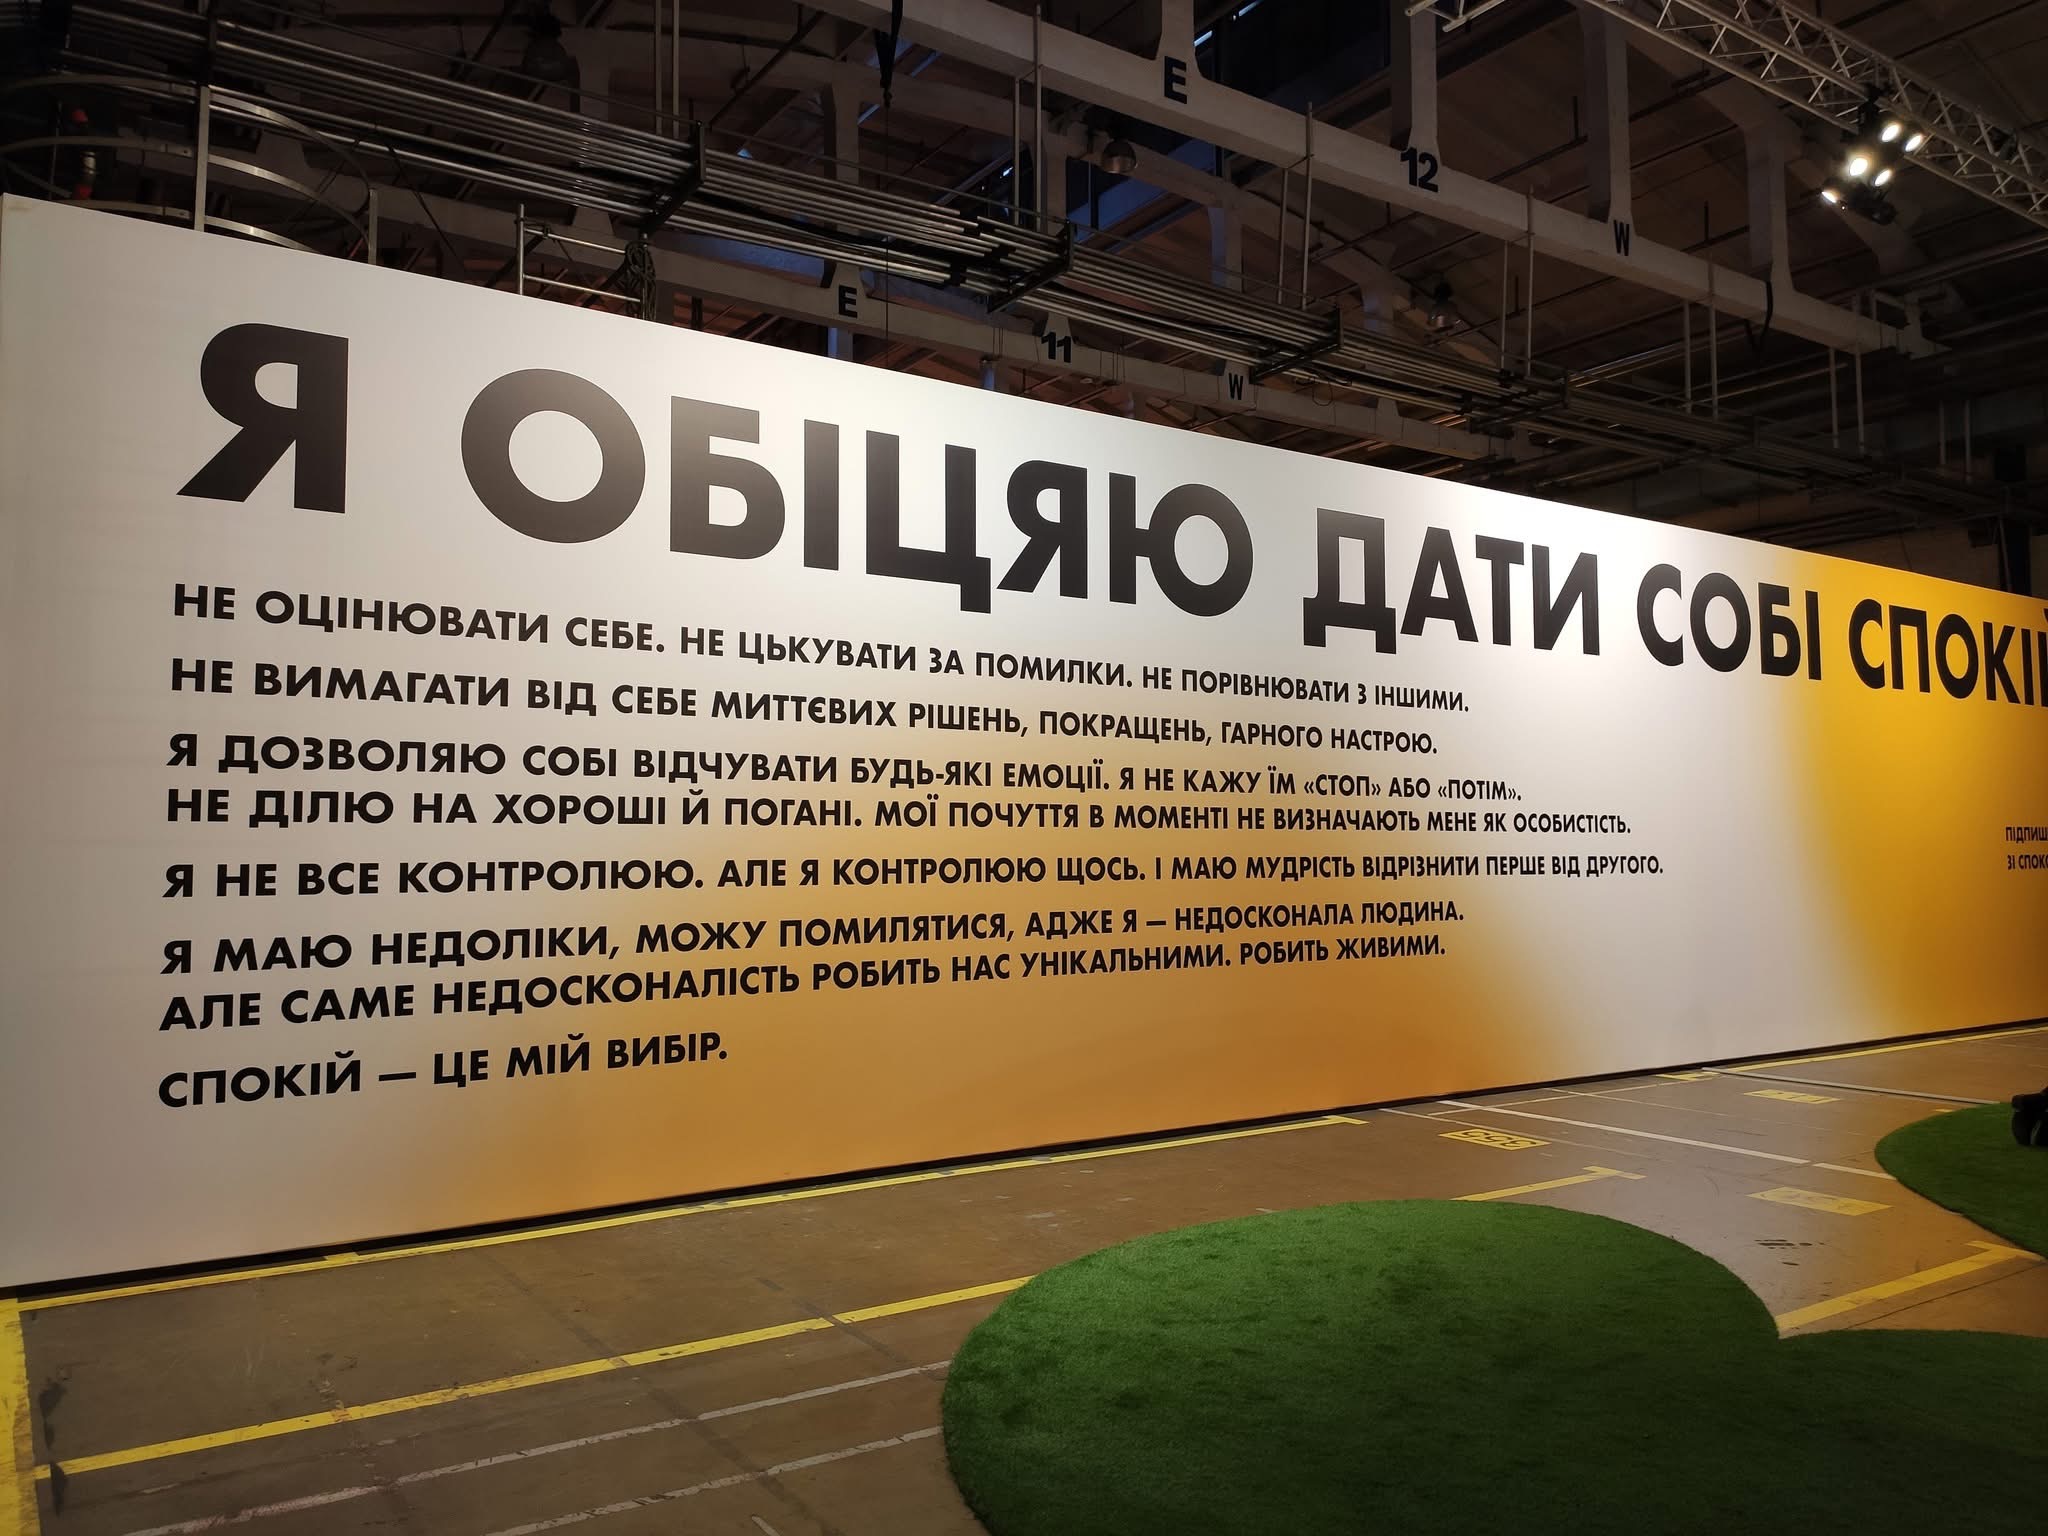 Я ОБІЦЯЮ ДАТИ СОБІ СПОКІЙ
НЕ ОЦІНЮВАТИ СЕБЕ. НЕ ЦЬКУВАТИ ЗА ПОМИЛКИ. НЕ ПОРІВНЮВАТИ З ІНШИМИ.
НЕ ВИМАГАТИ ВІД СЕБЕ МИТТЄВИХ РІШЕНЬ, ПОКРАЩЕНЬ, ГАРНОГО НАСТРОЮ.
Я ДОЗВОЛЯЮ СОБІ ВІДЧУВАТИ БУДЬ-ЯКІ ЕМОЦІЇ. Я НЕ КАЖУ ЇМ «СТОП» АБО «ПОТІМ».
НЕ ДІЛЮ НА ХОРОШІ Й ПОГАНІ. МОЇ ПОЧУТТЯ В МОМЕНТІ НЕ ВИЗНАЧАЮТЬ МЕНЕ ЯК ОСОБИСТІСТЬ.
Я НЕ ВСЕ КОНТРОЛЮЮ. АЛЕ Я КОНТРОЛЮЮ ЩОСЬ. І МАЮ МУДРІСТЬ ВІДРІЗНИТИ ПЕРШЕ ВІД ДРУГОГО.
Я МАЮ НЕДОЛІКИ, МОЖУ ПОМИЛЯТИСЯ, АДЖЕ Я — НЕДОСКОНАЛА ЛЮДИНА.
АЛЕ САМЕ НЕДОСКОНАЛІСТЬ РОБИТЬ НАС УНІКАЛЬНИМИ. РОБИТЬ ЖИВИМИ.
СПОКІЙ — ЦЕ МІЙ ВИБІР.
E
12
W
E
11
W
355